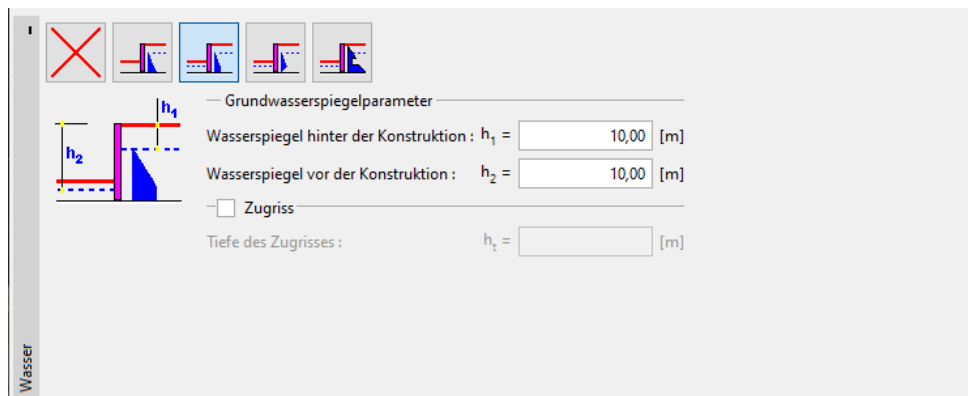 h1
h2
Grundwasserspiegelparameter
Wasserspiegel hinter der Konstruktion : h1 = 10,00 [m]
Wasserspiegel vor der Konstruktion : h2 = 10,00 [m]
Zugriss
Tiefe des Zugrisses : ht = [m]
Wasser